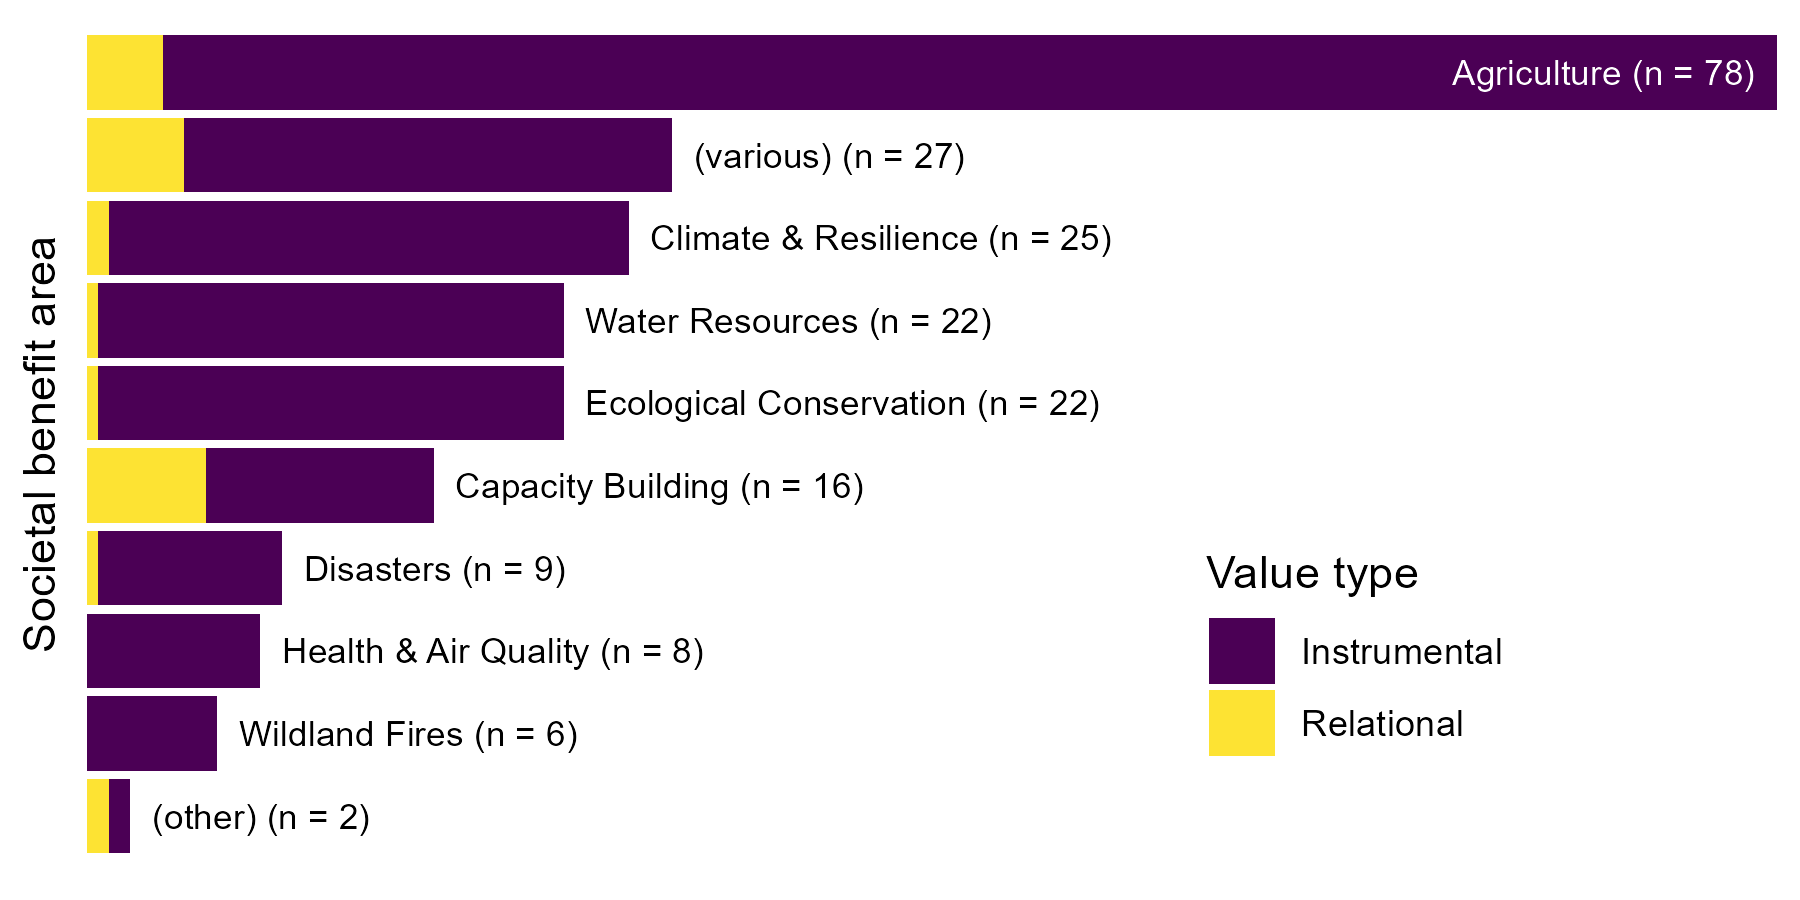 Societal benefit area
Agriculture (n = 78)
(various) (n = 27)
Climate & Resilience (n = 25)
Water Resources (n = 22)
Ecological Conservation (n = 22)
Capacity Building (n = 16)
Disasters (n = 9)
Health & Air Quality (n = 8)
Wildland Fires (n = 6)
(other) (n = 2)
Value type
Instrumental
Relational